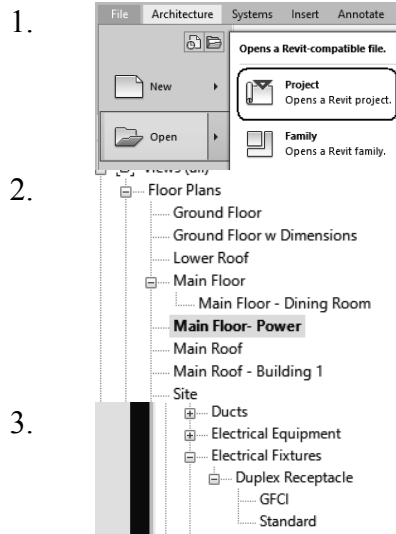 1.
File Architecture Systems Insert Annotate
Opens a Revit-compatible file.
New
Project
Opens a Revit project.
Open
Family
Opens a Revit family.
Views (all)
2.
Floor Plans
Ground Floor
Ground Floor w Dimensions
Lower Roof
Main Floor
Main Floor - Dining Room
Main Floor- Power
Main Roof
Main Roof - Building 1
Site
3.
Ducts
Electrical Equipment
Electrical Fixtures
Duplex Receptacle
GFCI
Standard